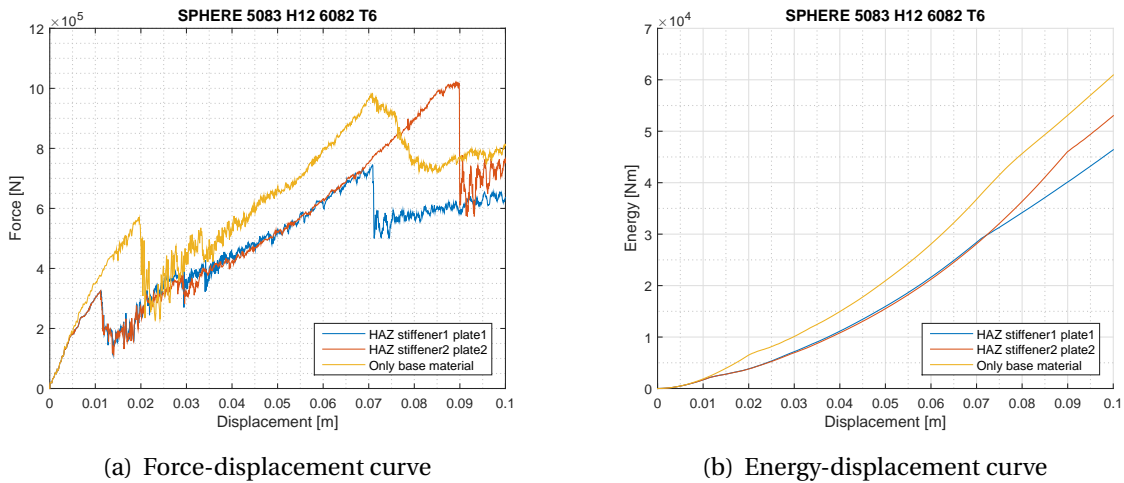 SPHERE 5083 H12 6082 T6
×10^5
12
10
8
6
4
2
0
Force [N]
0 0.01 0.02 0.03 0.04 0.05 0.06 0.07 0.08 0.09 0.1
Displacement [m]
HAZ stiffener1 plate1
HAZ stiffener2 plate2
Only base material
(a) Force-displacement curve
SPHERE 5083 H12 6082 T6
×10^4
7
6
5
4
3
2
1
0
Energy [Nm]
0 0.01 0.02 0.03 0.04 0.05 0.06 0.07 0.08 0.09 0.1
Displacement [m]
HAZ stiffener1 plate1
HAZ stiffener2 plate2
Only base material
(b) Energy-displacement curve